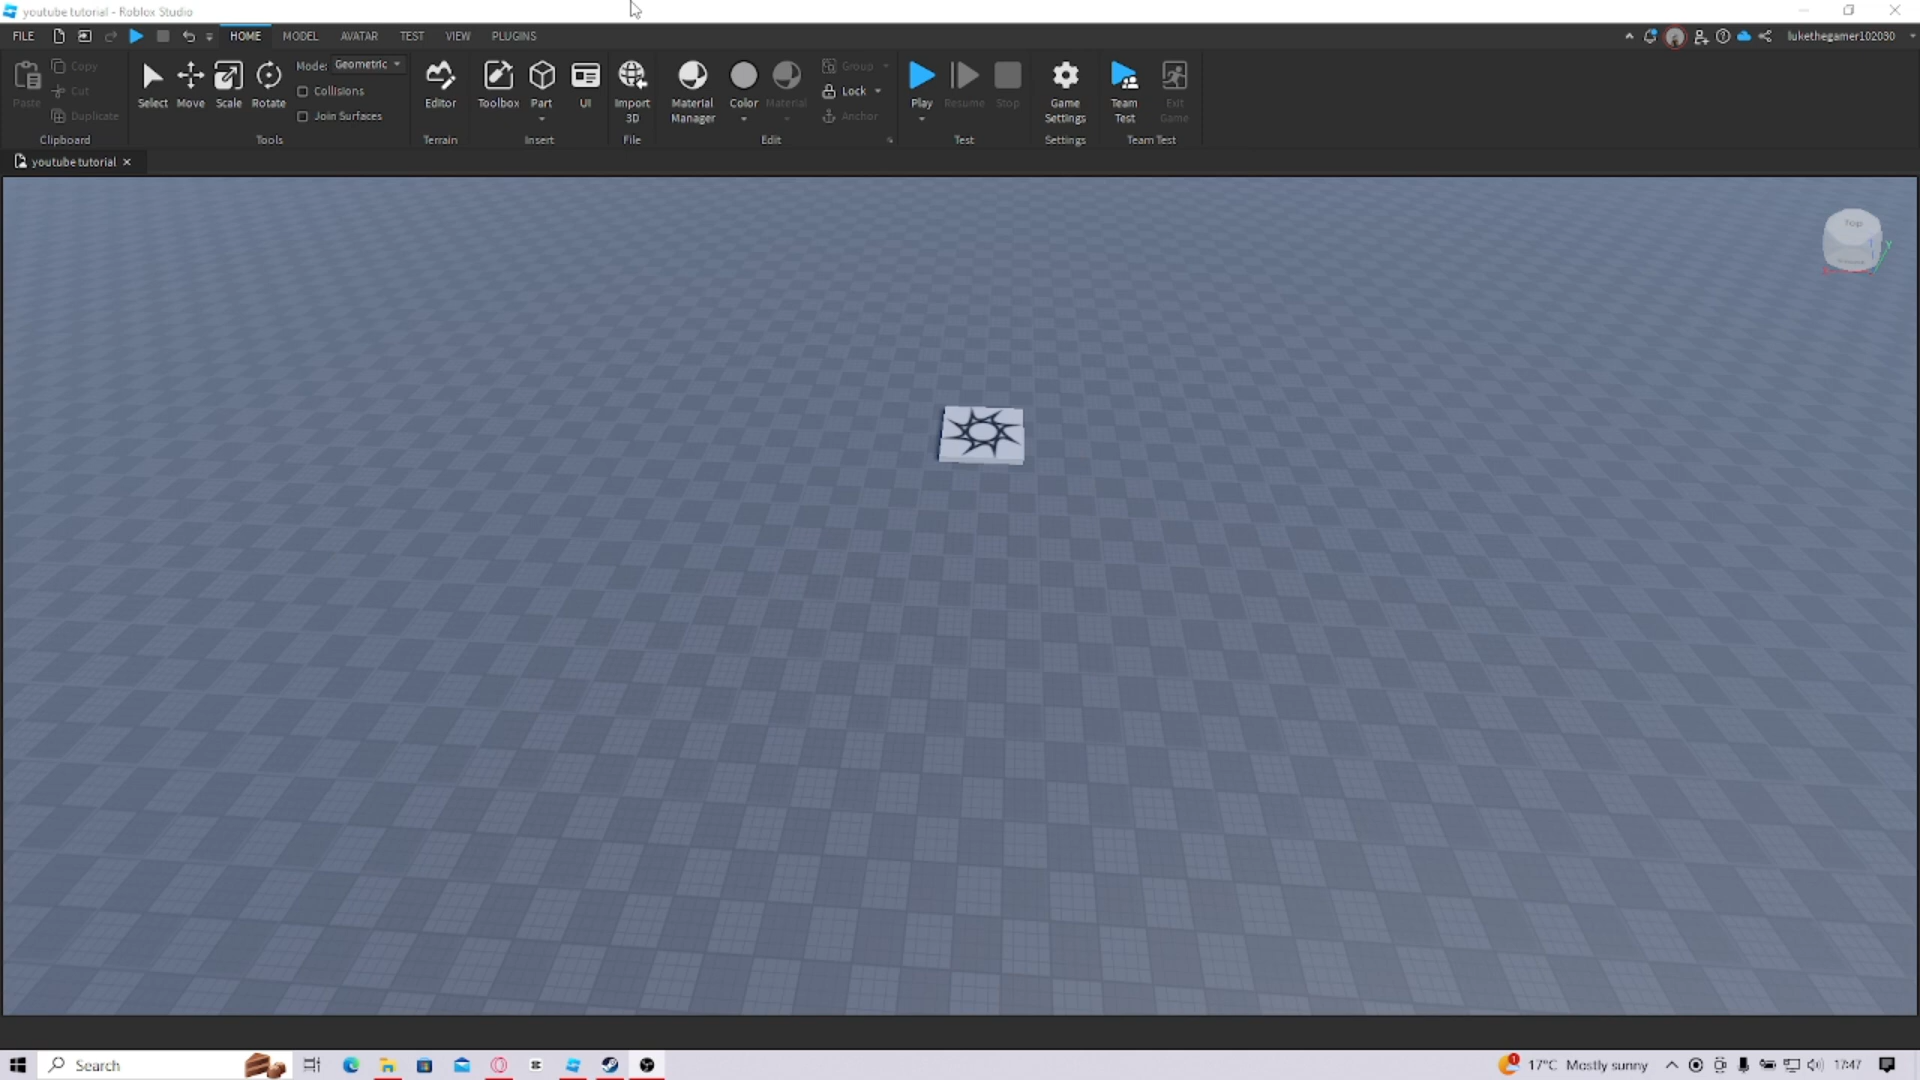 youtube tutorial - Roblox Studio
FILE HOME MODEL AVATAR TEST VIEW PLUGINS lukethegamer102030
Paste Copy Cut Duplicate Clipboard
Select Move Scale Rotate Mode: Geometric Collisions Join Surfaces Tools
Editor Terrain
Toolbox Part UI Insert
Import 3D File
Material Manager Color Material Group Lock Anchor Edit
Play Resume Stop Test
Game Settings Settings
Team Test Exit Game Team Test
youtube tutorial
Top
Y
Search
1
17°C Mostly sunny 17:47